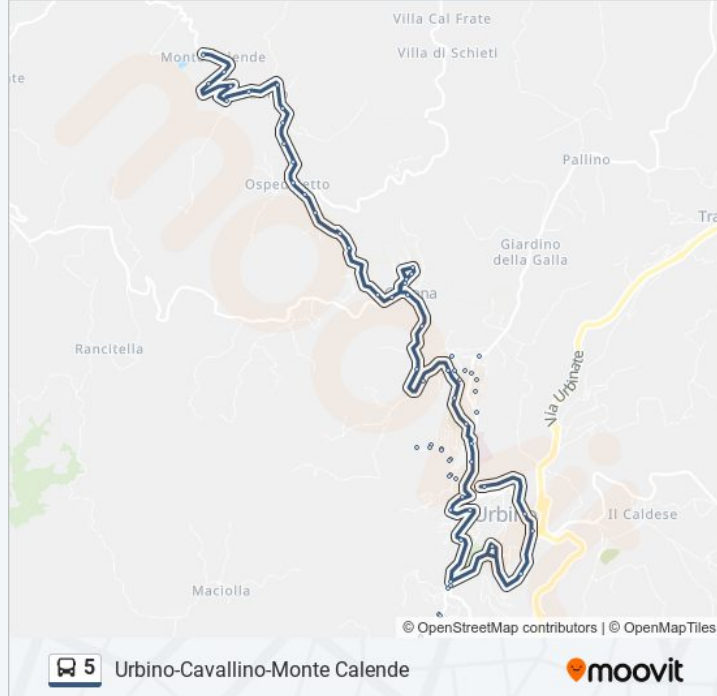 Villa Cal Frate
Villa di Schieti
Pallino
Giardino
della Galla
Tra
Via Urbinate
Rancitella
Il Caldese
Maciolla
© OpenStreetMap contributors | © OpenMapTiles
5 Urbino-Cavallino-Monte Calende
moovit